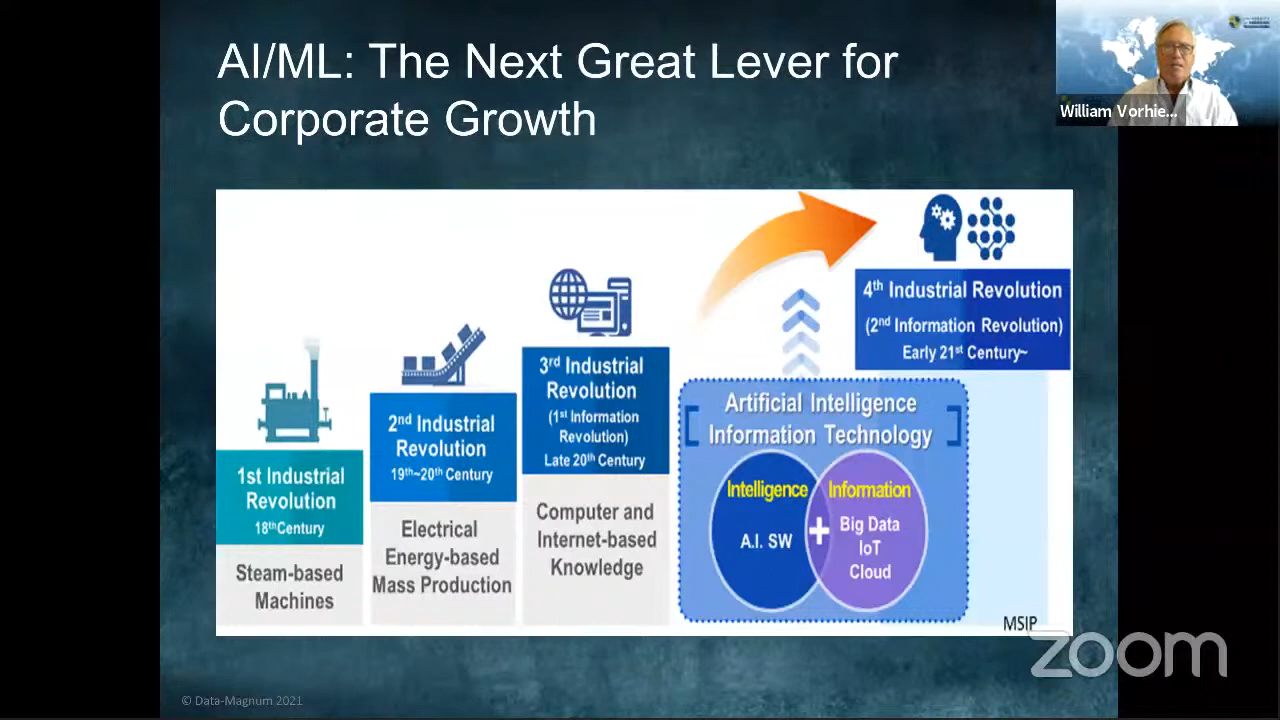 AI/ML: The Next Great Lever for
Corporate Growth
William Vorhie...
1st Industrial
Revolution
18thCentury
Steam-based
Machines
2nd Industrial
Revolution
19th~20th Century
Electrical
Energy-based
Mass Production
3rd Industrial
Revolution
(1st Information
Revolution)
Late 20th Century
Computer and
Internet-based
Knowledge
4th Industrial Revolution
(2nd Information Revolution)
Early 21st Century~
Artificial Intelligence
Information Technology
Intelligence
A.I. SW
+
Information
Big Data
IoT
Cloud
MSIP
zoom
© Data-Magnum 2021